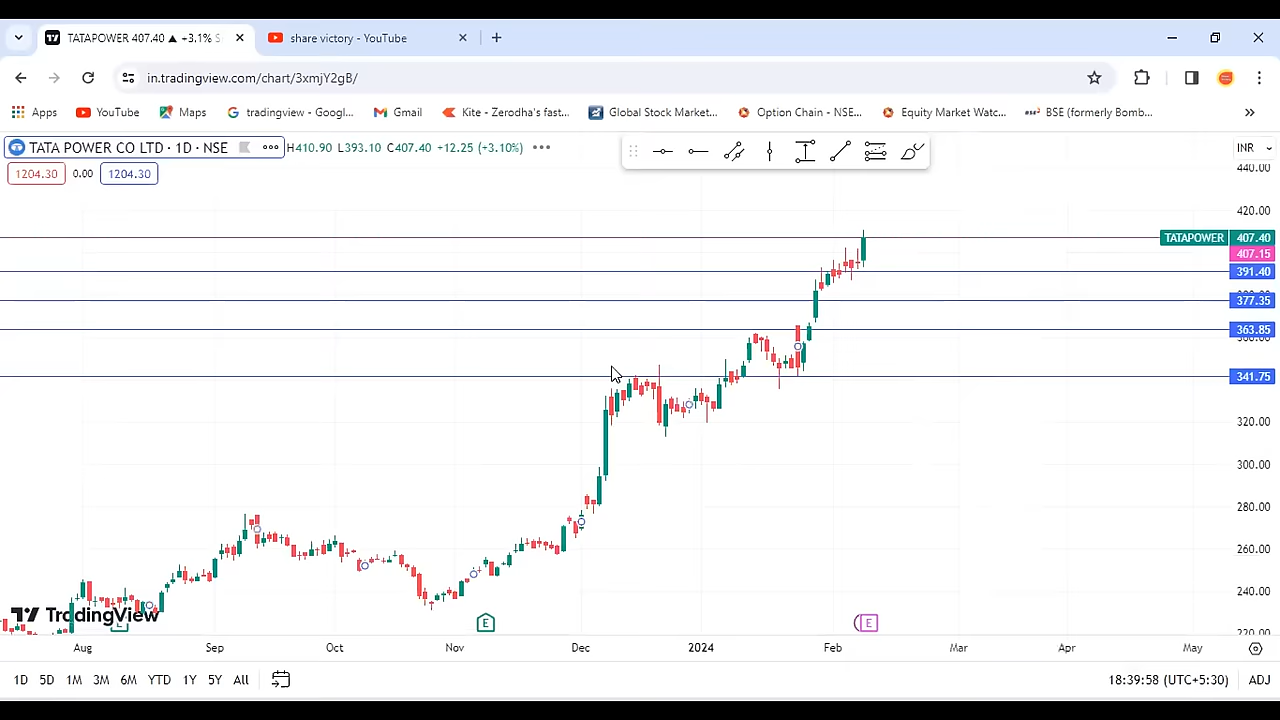 TATAPOWER 407.40 ▲ +3.1% S
share victory - YouTube
in.tradingview.com/chart/3xmjY2gB/
Apps
YouTube
Maps
tradingview - Googl...
Gmail
Kite - Zerodha's fast...
Global Stock Market...
Option Chain - NSE...
Equity Market Watc...
BSE (formerly Bomb...
TATA POWER CO LTD · 1D · NSE
H410.90 L393.10 C407.40 +12.25 (+3.10%)
INR
1204.30
0.00
1204.30
440.00
420.00
TATAPOWER 407.40
407.15
391.40
377.35
363.85
341.75
320.00
300.00
280.00
260.00
240.00
TradingView
E
E
Aug
Sep
Oct
Nov
Dec
2024
Feb
Mar
Apr
May
1D
5D
1M
3M
6M
YTD
1Y
5Y
All
18:39:58 (UTC+5:30)
ADJ